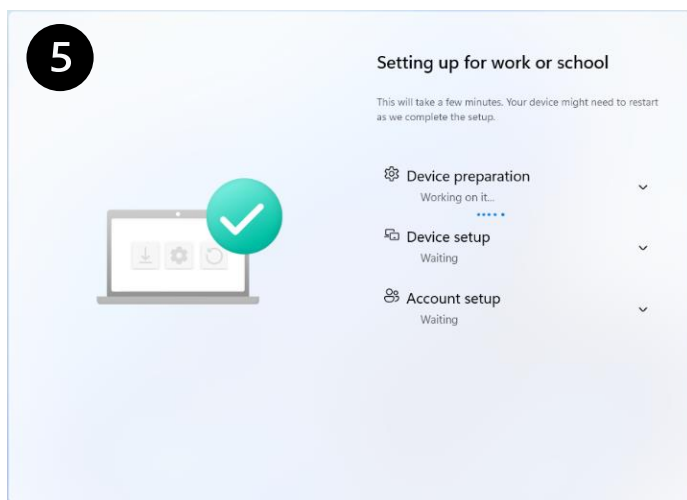 5
Setting up for work or school
This will take a few minutes. Your device might need to restart
as we complete the setup.
Device preparation
Working on it...
Device setup
Waiting
Account setup
Waiting